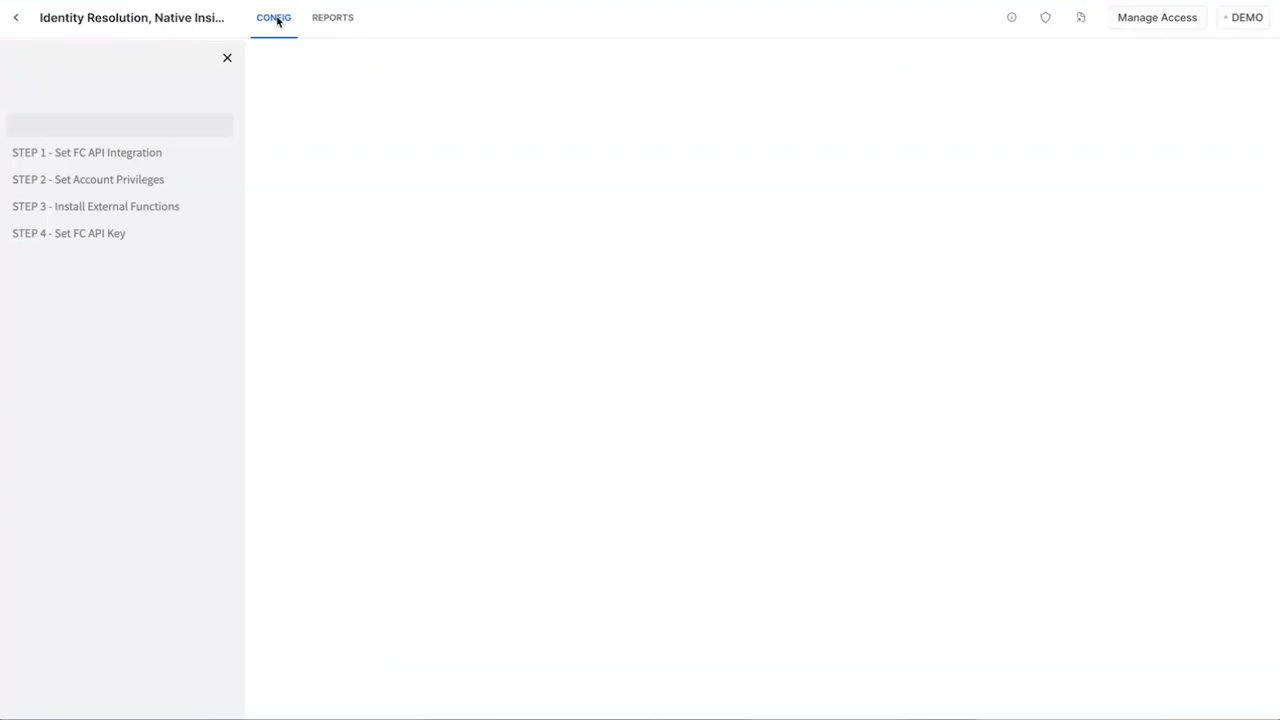 Identity Resolution, Native Insi...
CONFIG
REPORTS
Manage Access
DEMO
STEP 1 - Set FC API Integration
STEP 2 - Set Account Privileges
STEP 3 - Install External Functions
STEP 4 - Set FC API Key